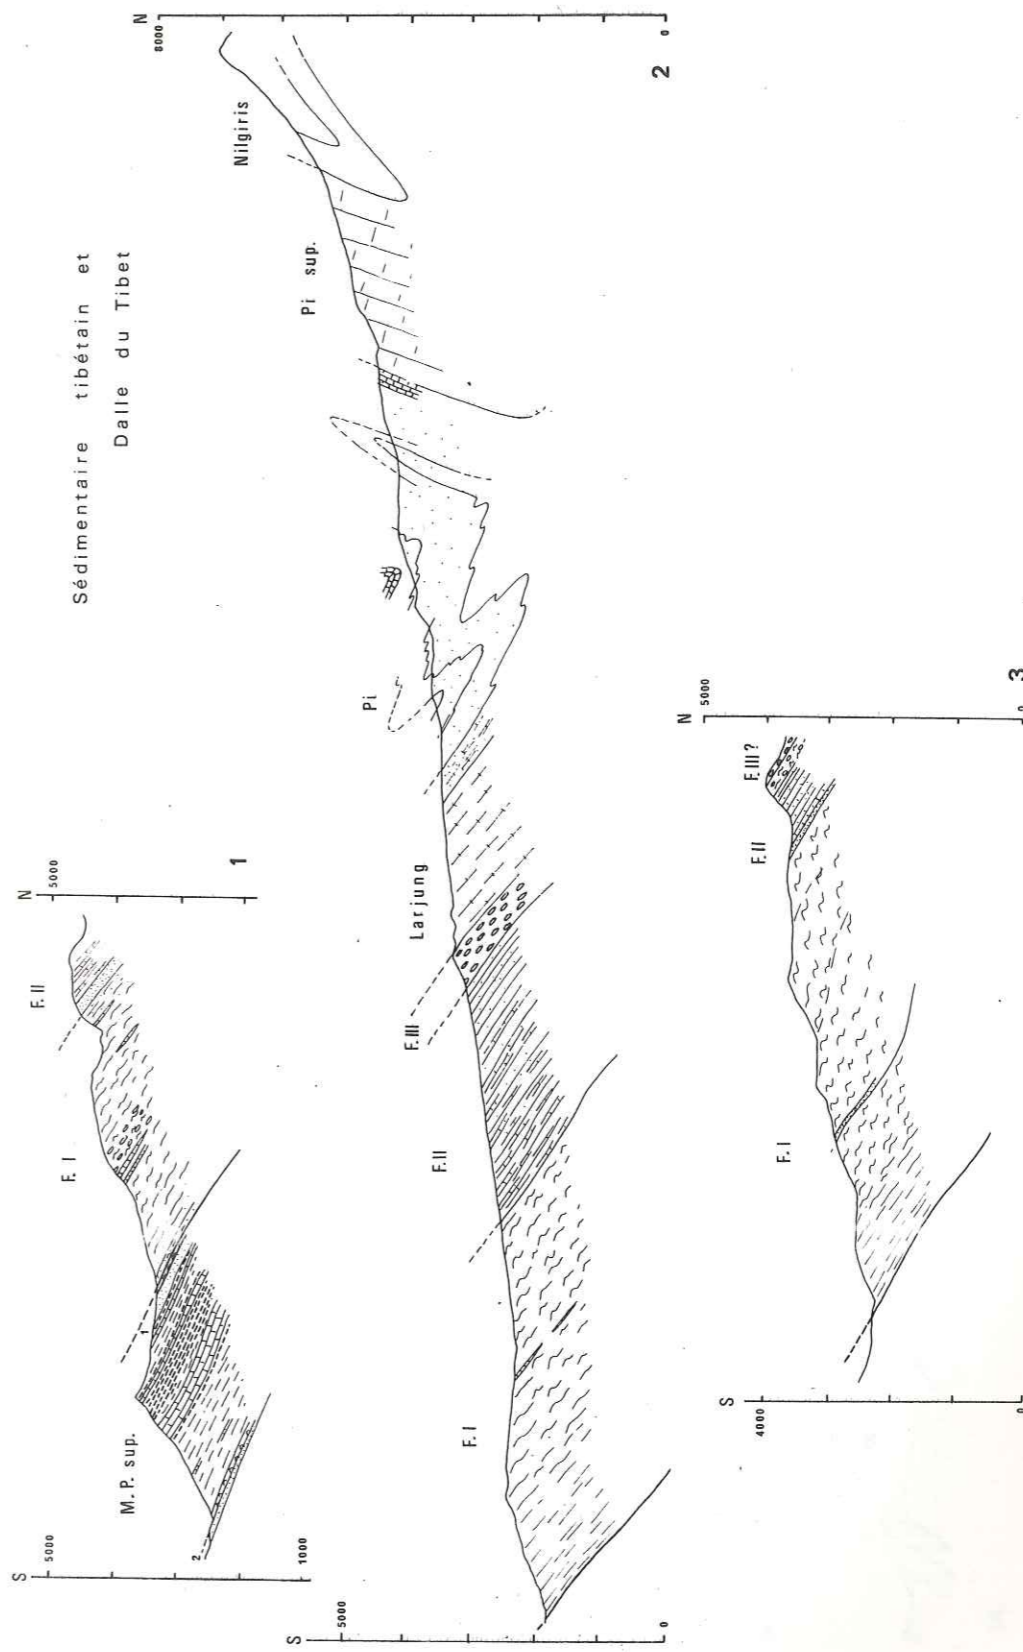 Sédimentaire tibétain et
Dalle du Tibet
S
5000
1000
2
M. P. sup.
1
F. I
F. II
N
5000
1
S
5000
0
F. I
F.II
F.III
Larjung
Pi
Pi sup.
Nilgiris
N
8000
0
2
S
4000
0
F. I
F.II
F.III?
N
5000
0
3